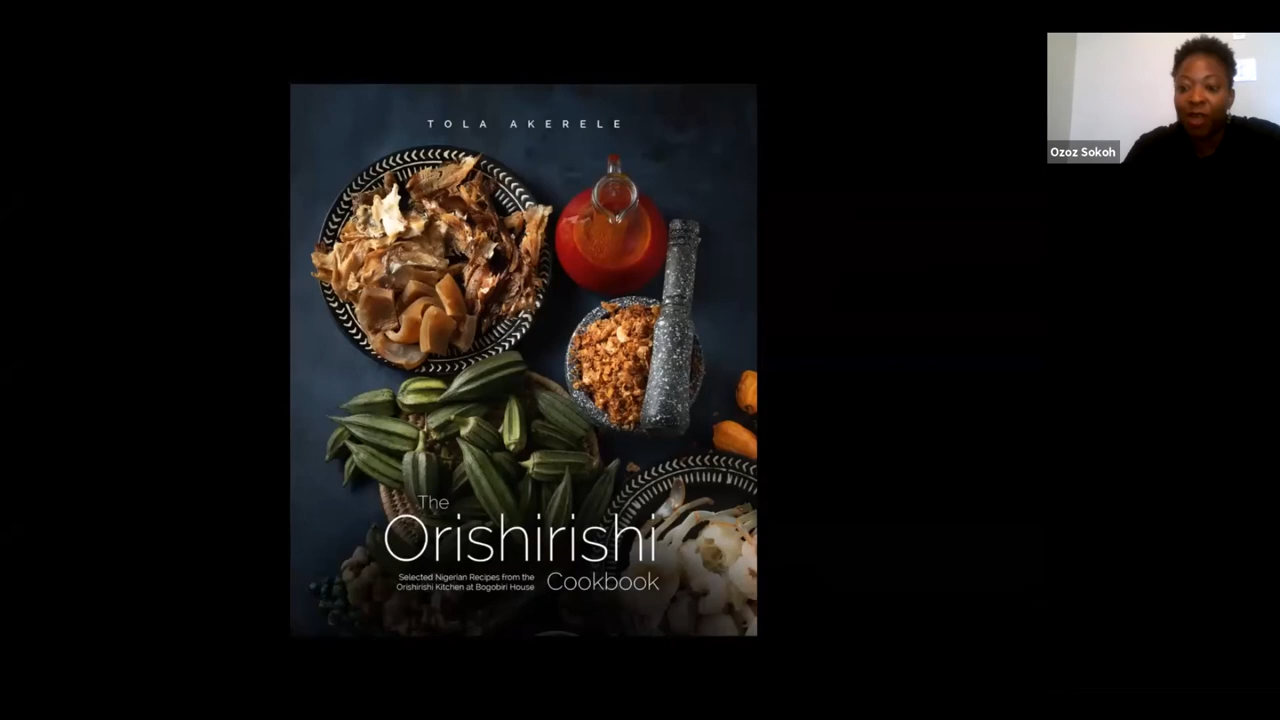 TOLA AKERELE
The
Orishirishi
Selected Nigerian Recipes from the
Orishirishi Kitchen at Bogobiri House
Cookbook
Ozoz Sokoh